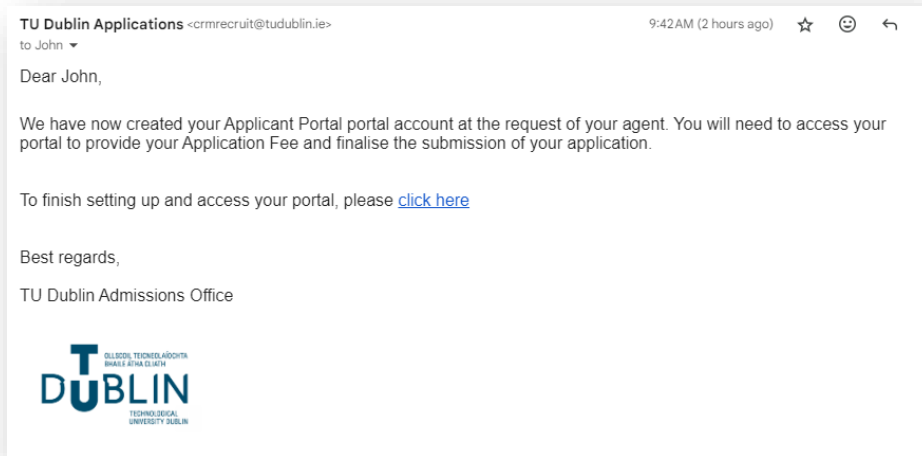 TU Dublin Applications <crmrecruit@tudublin.ie>
9:42 AM (2 hours ago)
to John
Dear John,
We have now created your Applicant Portal portal account at the request of your agent. You will need to access your
portal to provide your Application Fee and finalise the submission of your application.
To finish setting up and access your portal, please click here
Best regards,
TU Dublin Admissions Office
OLLSCOIL TEICNEOLAÍOCHTA
BHAILE ÁTHA CLIATH
TU DUBLIN
TECHNOLOGICAL
UNIVERSITY DUBLIN